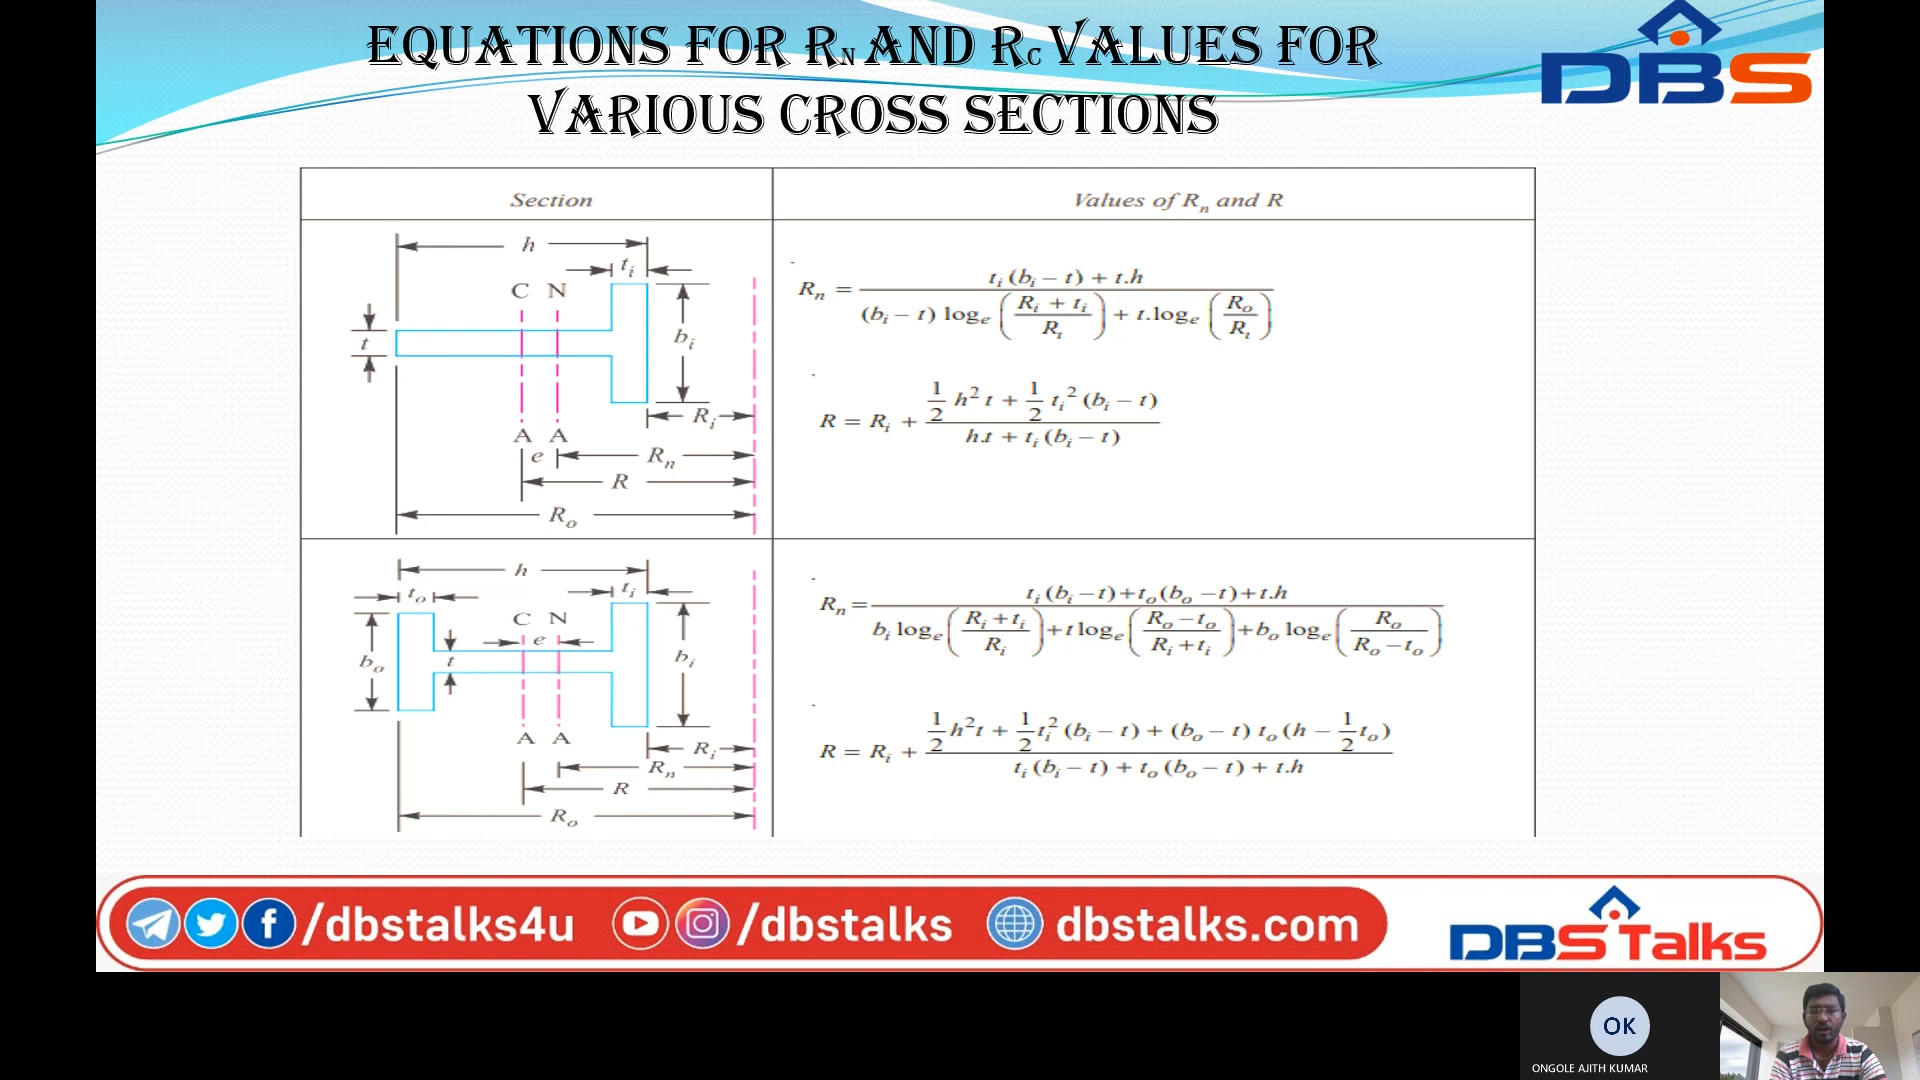 EQUATIONS FOR RN AND RC VALUES FOR
VARIOUS CROSS SECTIONS
DBS
Section
Values of Rn and R
h
ti
C N
t
bi
Ri
A A
e
Rn
R
Ro
Rn = ti (bi − t) + t.h / (bi − t) loge ((Ri + ti) / Ri) + t.loge (Ro / Ri)
R = Ri + (1/2 h² t + 1/2 ti² (bi − t)) / (h.t + ti (bi − t))
h
to
ti
C N
e
bo
t
bi
A A
Ri
Rn
R
Ro
Rn = ti (bi − t) + to (bo − t) + t.h / bi loge ((Ri + ti) / Ri) + t loge ((Ro − to) / (Ri + ti)) + bo loge (Ro / (Ro − to))
R = Ri + (1/2 h² t + 1/2 ti² (bi − t) + (bo − t) to (h − 1/2 to)) / (ti (bi − t) + to (bo − t) + t.h)
/dbstalks4u /dbstalks dbstalks.com
DBS Talks
OK
ONGOLE AJITH KUMAR